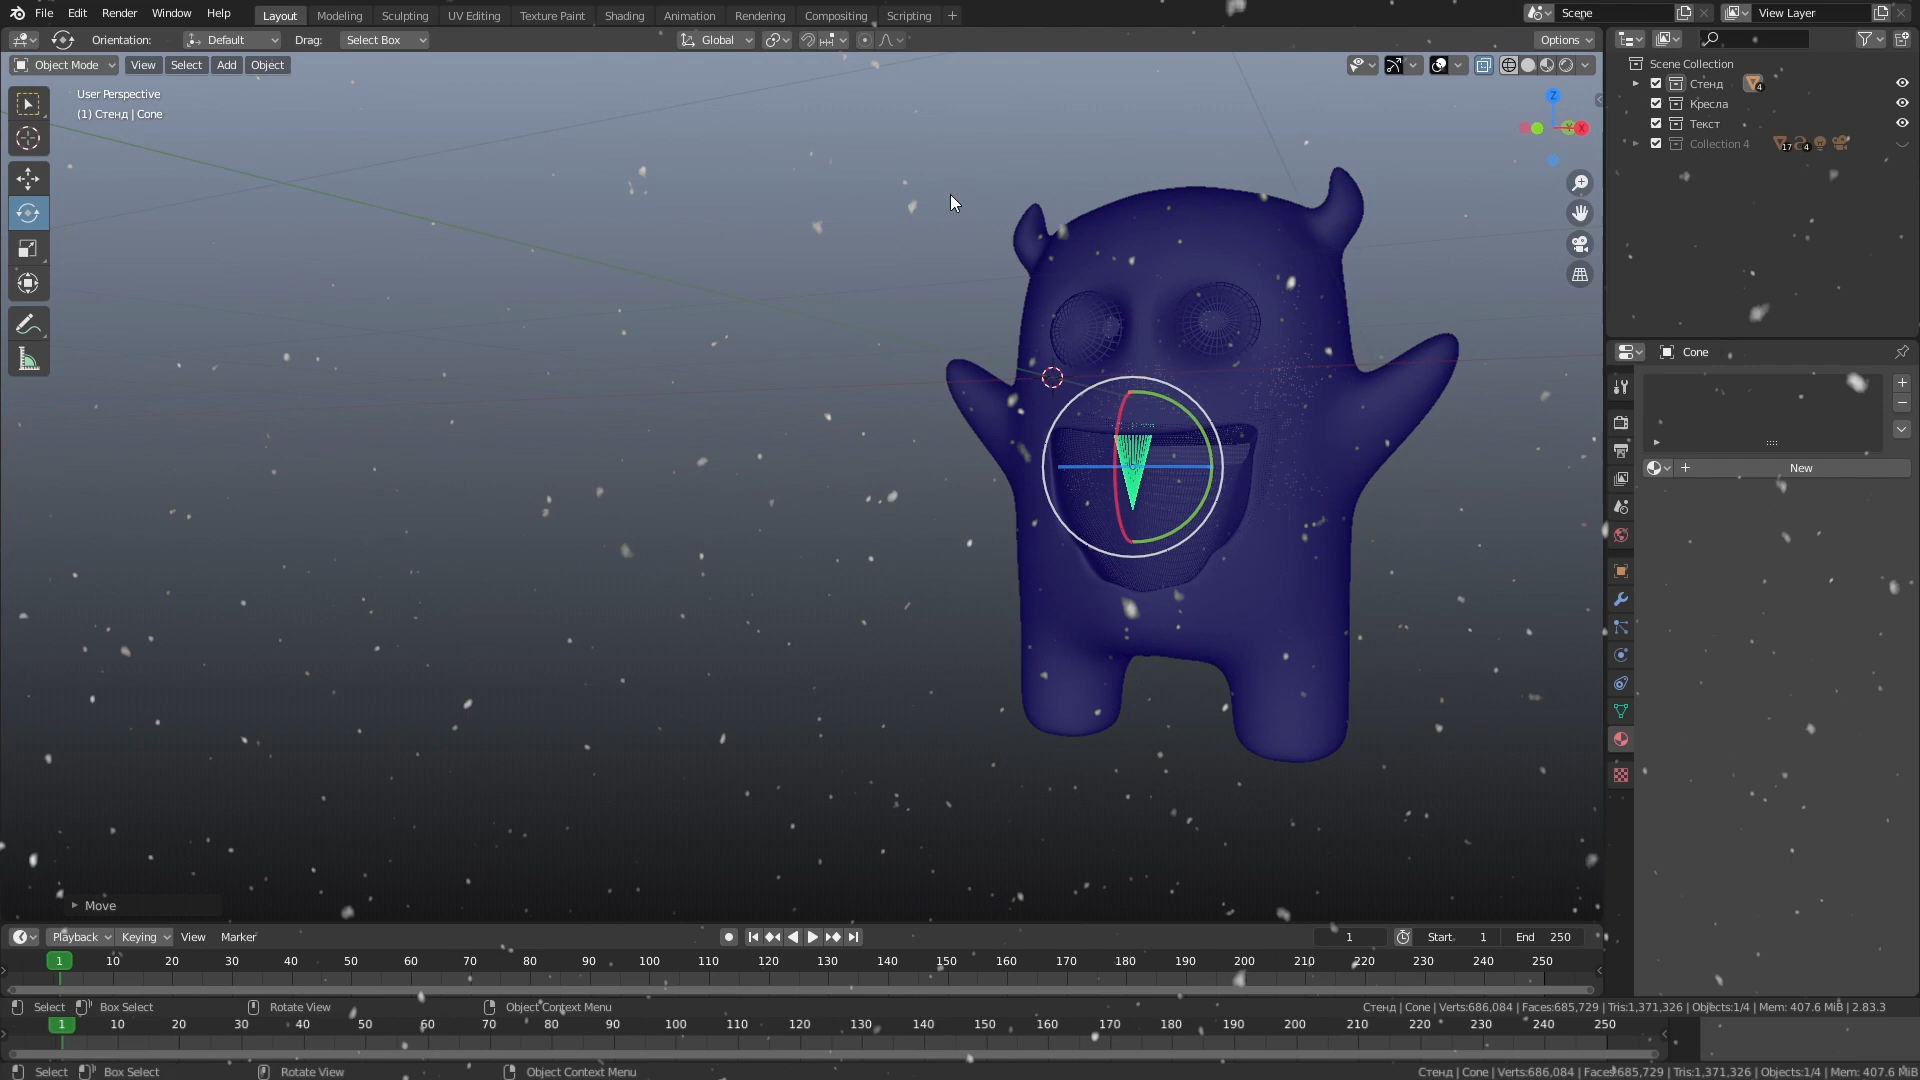 File Edit Render Window Help Layout Modeling Sculpting UV Editing Texture Paint Shading Animation Rendering Compositing Scripting + Scene View Layer
Orientation: Default Drag: Select Box Global Options
Object Mode View Select Add Object
User Perspective
(1) Стенд | Cone
Z
Y X
Scene Collection
Стенд 4
Кресла
Текст
Collection 4 17 4
Cone
New
Move
Playback Keying View Marker 1 Start 1 End 250
1 10 20 30 40 50 60 70 80 90 100 110 120 130 140 150 160 170 180 190 200 210 220 230 240 250
Select Box Select Rotate View Object Context Menu Стенд | Cone | Verts:686,084 | Faces:685,729 | Tris:1,371,326 | Objects:1/4 | Mem: 407.6 MiB | 2.83.3
1 10 20 30 40 50 60 70 80 90 100 110 120 130 140 150 160 170 180 190 200 210 220 230 240 250
Select Box Select Rotate View Object Context Menu Стенд | Cone | Verts:686,084 | Faces:685,729 | Tris:1,371,326 | Objects:1/4 | Mem: 407.6 MiB